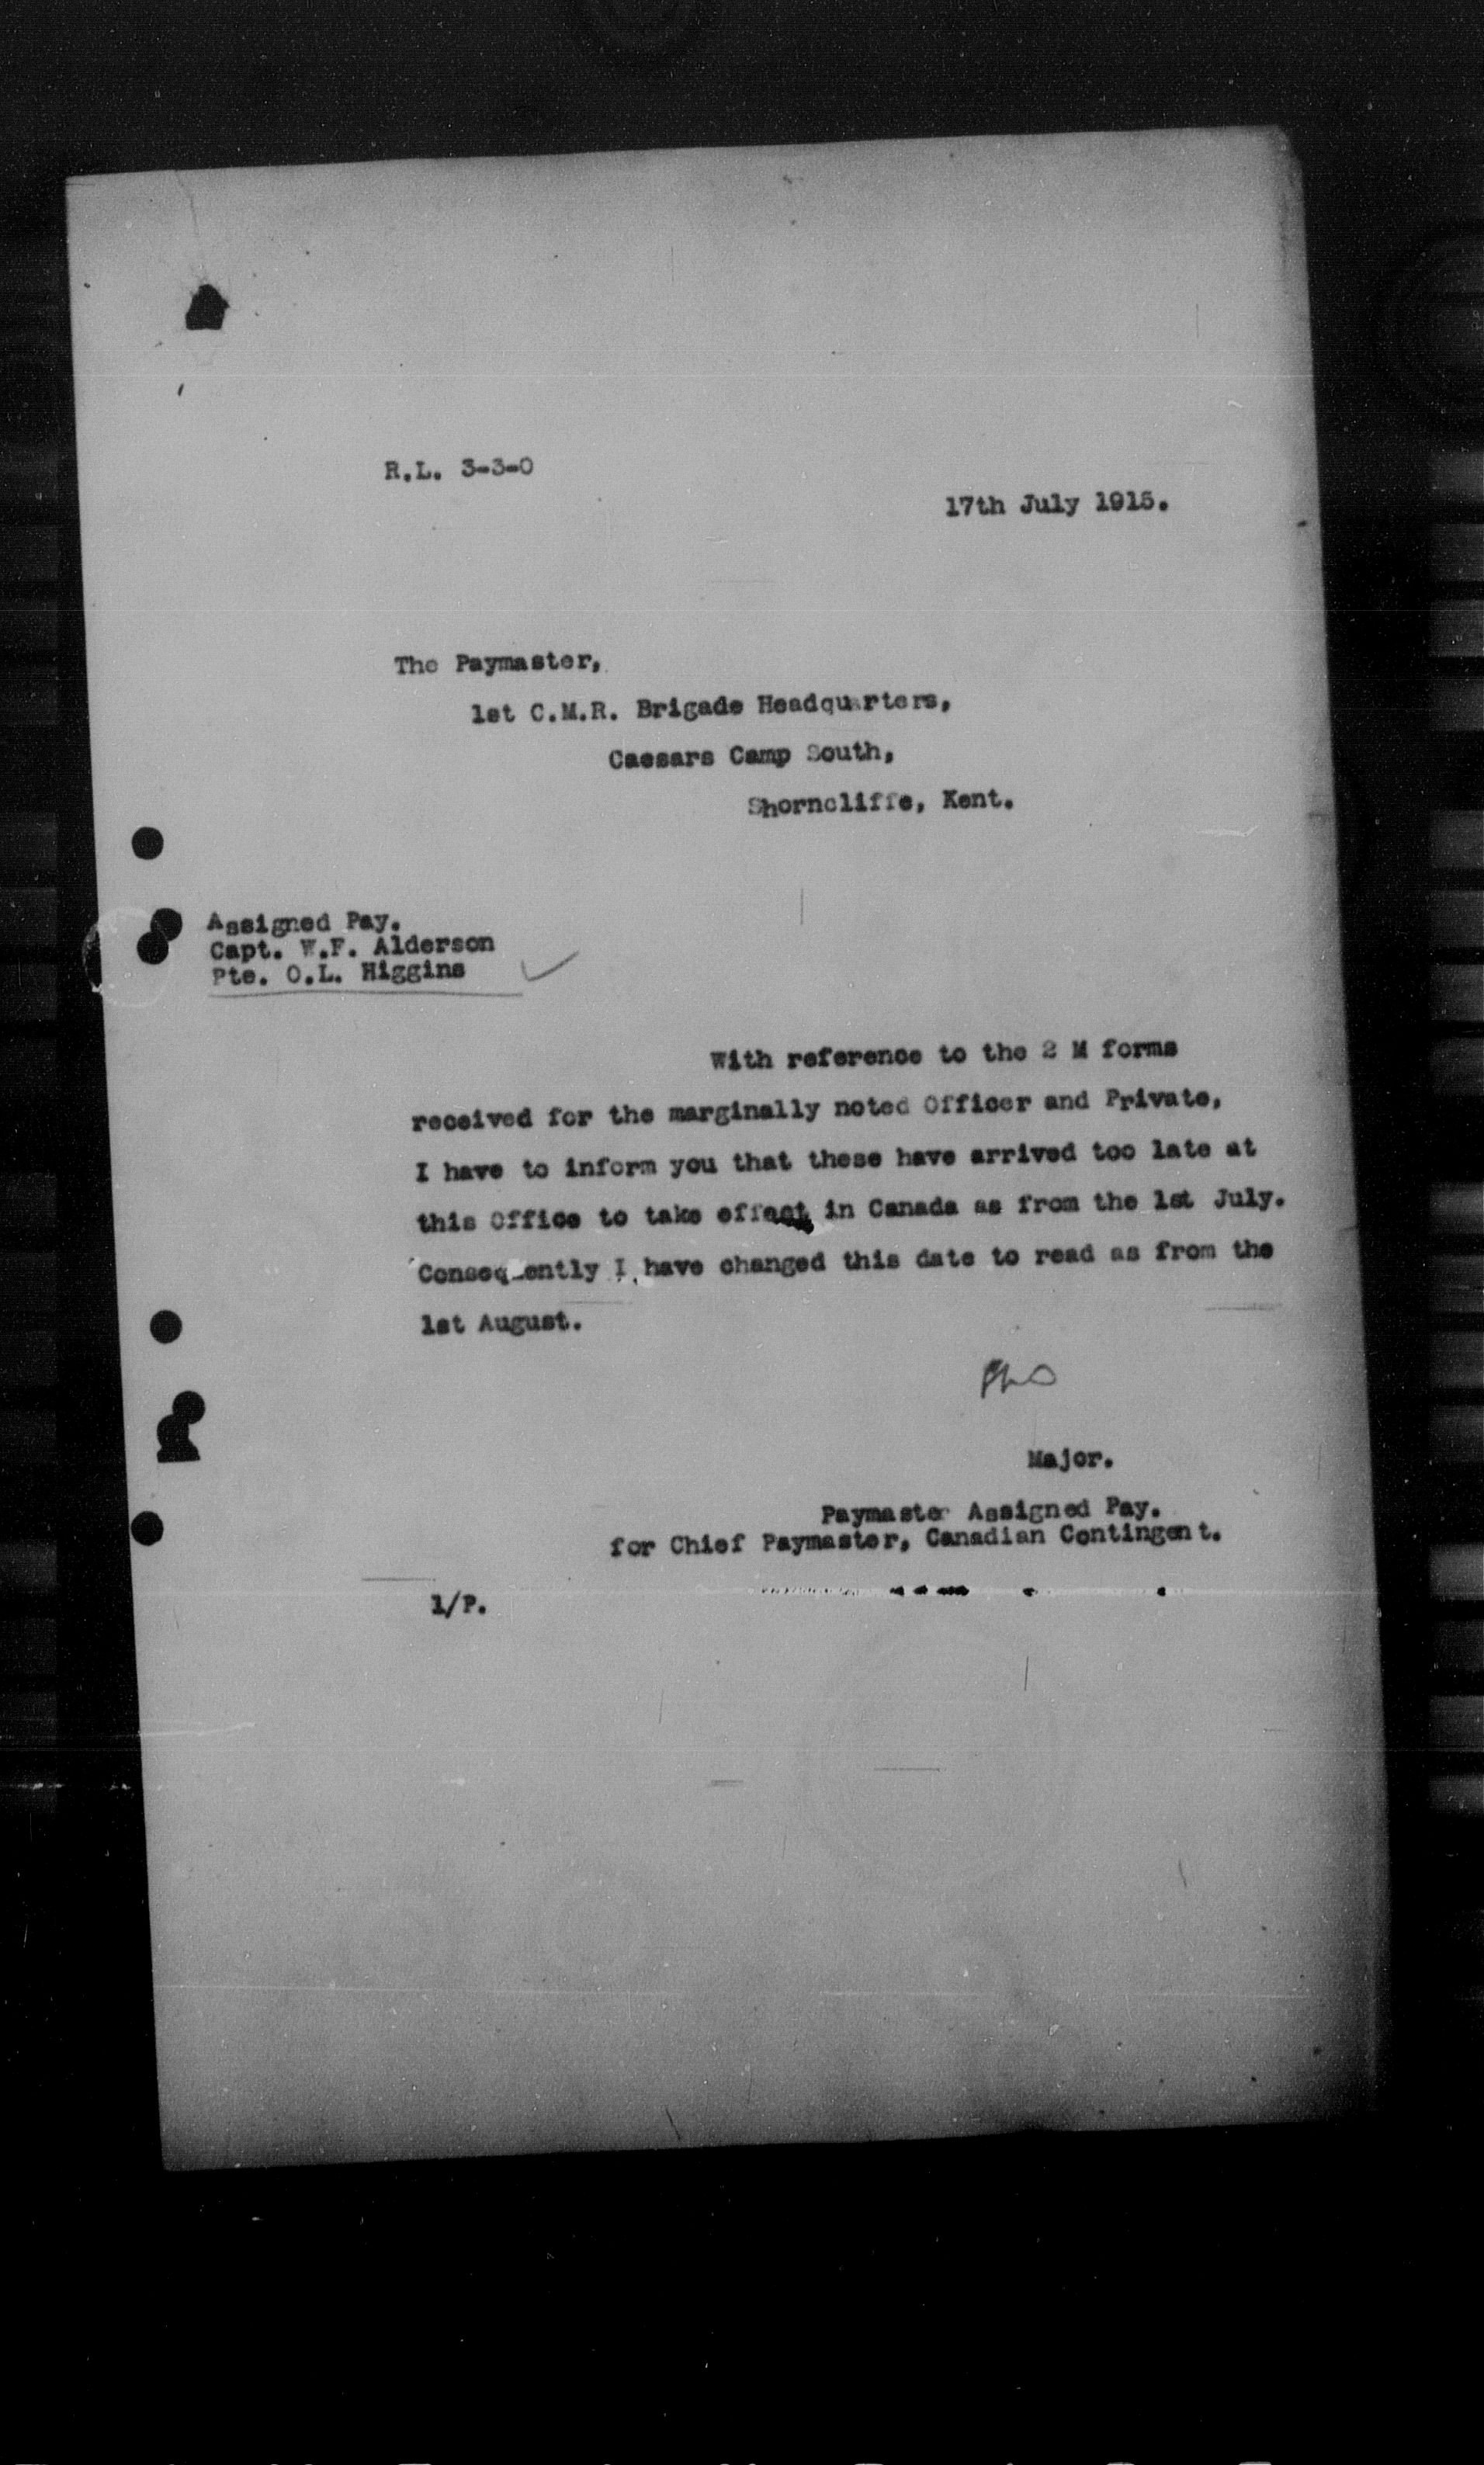 R.L. 3-3-0
17th July 1915.
The Paymaster,
1st C.M.R. Brigade Headquarters,
Caesars Camp South,
Shorncliffe, Kent.
Assigned Pay.
Capt. W.F. Alderson
Pte. O.L. Higgins
With reference to the 2 M forms
received for the marginally noted Officer and Private,
I have to inform you that these have arrived too late at
this Office to take effect in Canada as from the 1st July.
Consequently I have changed this date to read as from the
1st August.
Major.
Paymaster Assigned Pay.
for Chief Paymaster, Canadian Contingent.
1/P.